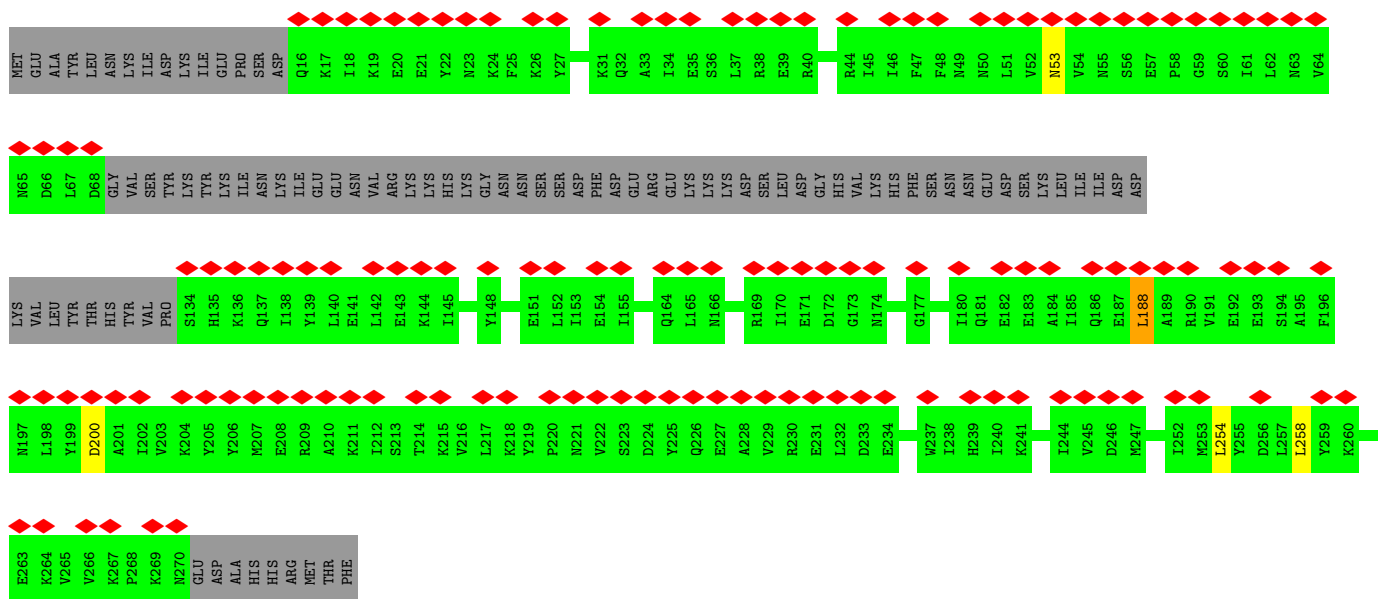 MET GLU ALA TYR LEU ASN LYS ILE ASP LYS ILE GLU PRO SER ASP Q16 K17 I18 K19 E20 E21 Y22 N23 K24 F25 K26 Y27 K31 Q32 A33 I34 E35 S36 L37 R38 E39 R40 R44 I45 I46 F47 F48 N49 N50 L51 V52 N53 V54 N55 S56 E57 P58 G59 S60 I61 L62 N63 V64
N65 D66 L67 D68 GLY VAL SER TYR LYS TYR LYS ILE ASN LYS ILE GLU GLU ASN VAL ARG LYS LYS HIS LYS GLY ASN ASN SER SER ASP PHE ASP GLU ARG GLU LYS LYS LYS ASP SER LEU ASP GLY HIS VAL LYS HIS PHE SER ASN ASN GLU ASP SER LYS LEU ILE ILE ASP ASP
LYS VAL LEU TYR THR HIS TYR VAL PRO S134 H135 K136 Q137 I138 Y139 L140 E141 L142 E143 K144 I145 Y148 E151 L152 I153 E154 I155 Q164 L165 N166 R169 I170 E171 D172 G173 N174 G177 I180 Q181 E182 E183 A184 I185 Q186 E187 L188 A189 R190 V191 E192 E193 S194 A195 F196
N197 L198 Y199 D200 A201 I202 V203 K204 Y205 Y206 M207 E208 R209 A210 K211 I212 S213 T214 K215 V216 L217 K218 Y219 P220 N221 V222 S223 D224 Y225 Q226 E227 A228 V229 R230 E231 L232 D233 E234 W237 I238 H239 I240 K241 I244 V245 D246 M247 I252 M253 L254 Y255 D256 L257 L258 Y259 K260
E263 K264 V265 V266 K267 P268 K269 N270 GLU ASP ALA HIS HIS ARG MET THR PHE